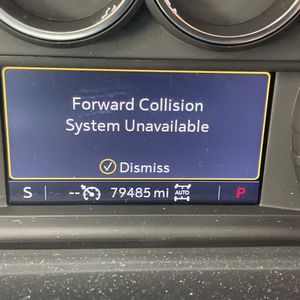 Forward Collision
System Unavailable
Dismiss
S -- 79485 mi AUTO P